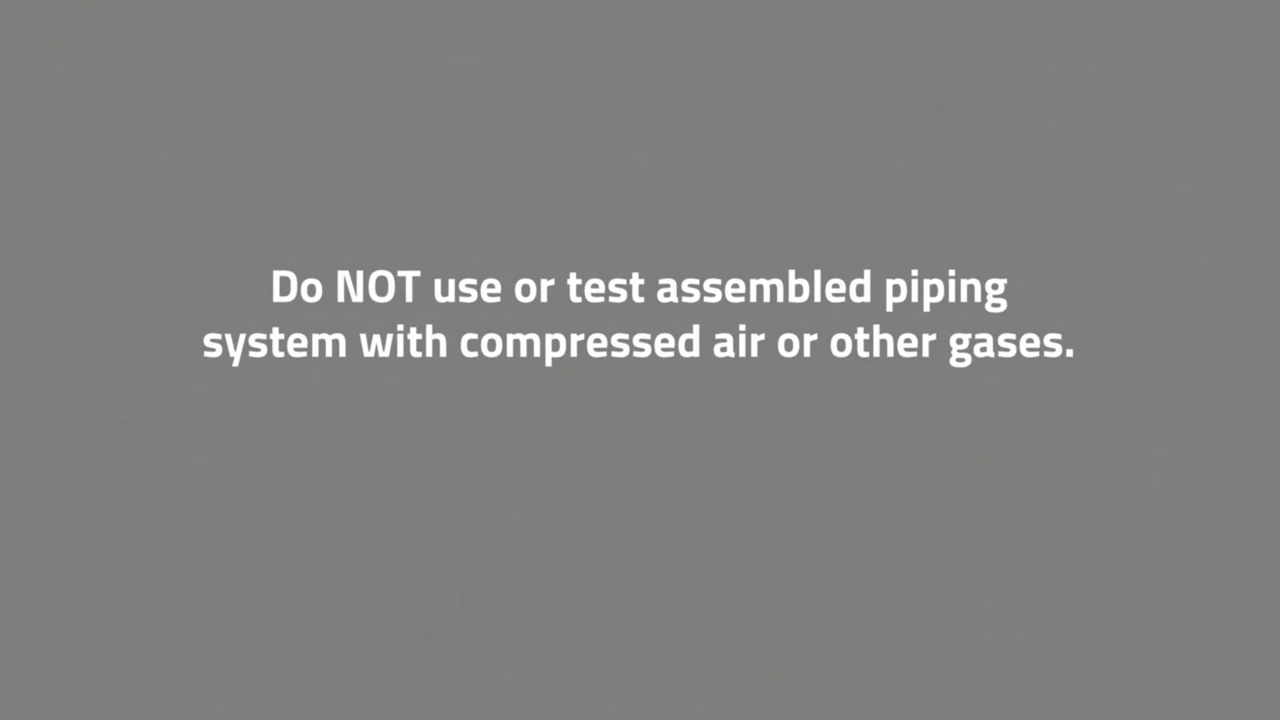 Do NOT use or test assembled piping
system with compressed air or other gases.